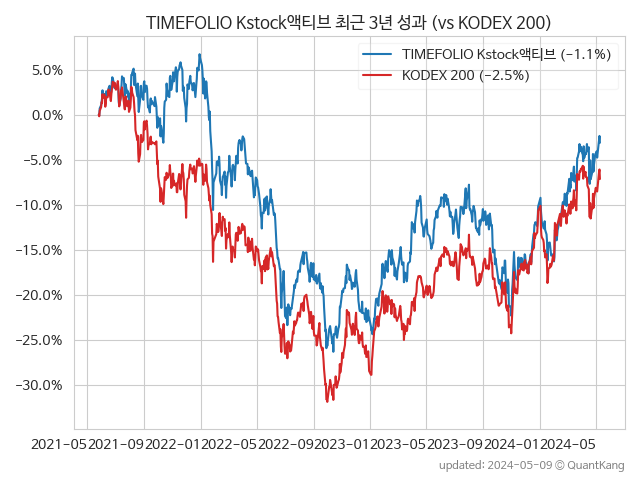 TIMEFOLIO Kstock액티브 최근 3년 성과 (vs KODEX 200)
TIMEFOLIO Kstock액티브 (−1.1%)
KODEX 200 (−2.5%)
5.0%
0.0%
−5.0%
−10.0%
−15.0%
−20.0%
−25.0%
−30.0%
2021-05 2021-09 2022-01 2022-05 2022-09 2023-01 2023-05 2023-09 2024-01 2024-05
updated: 2024-05-09 © QuantKang